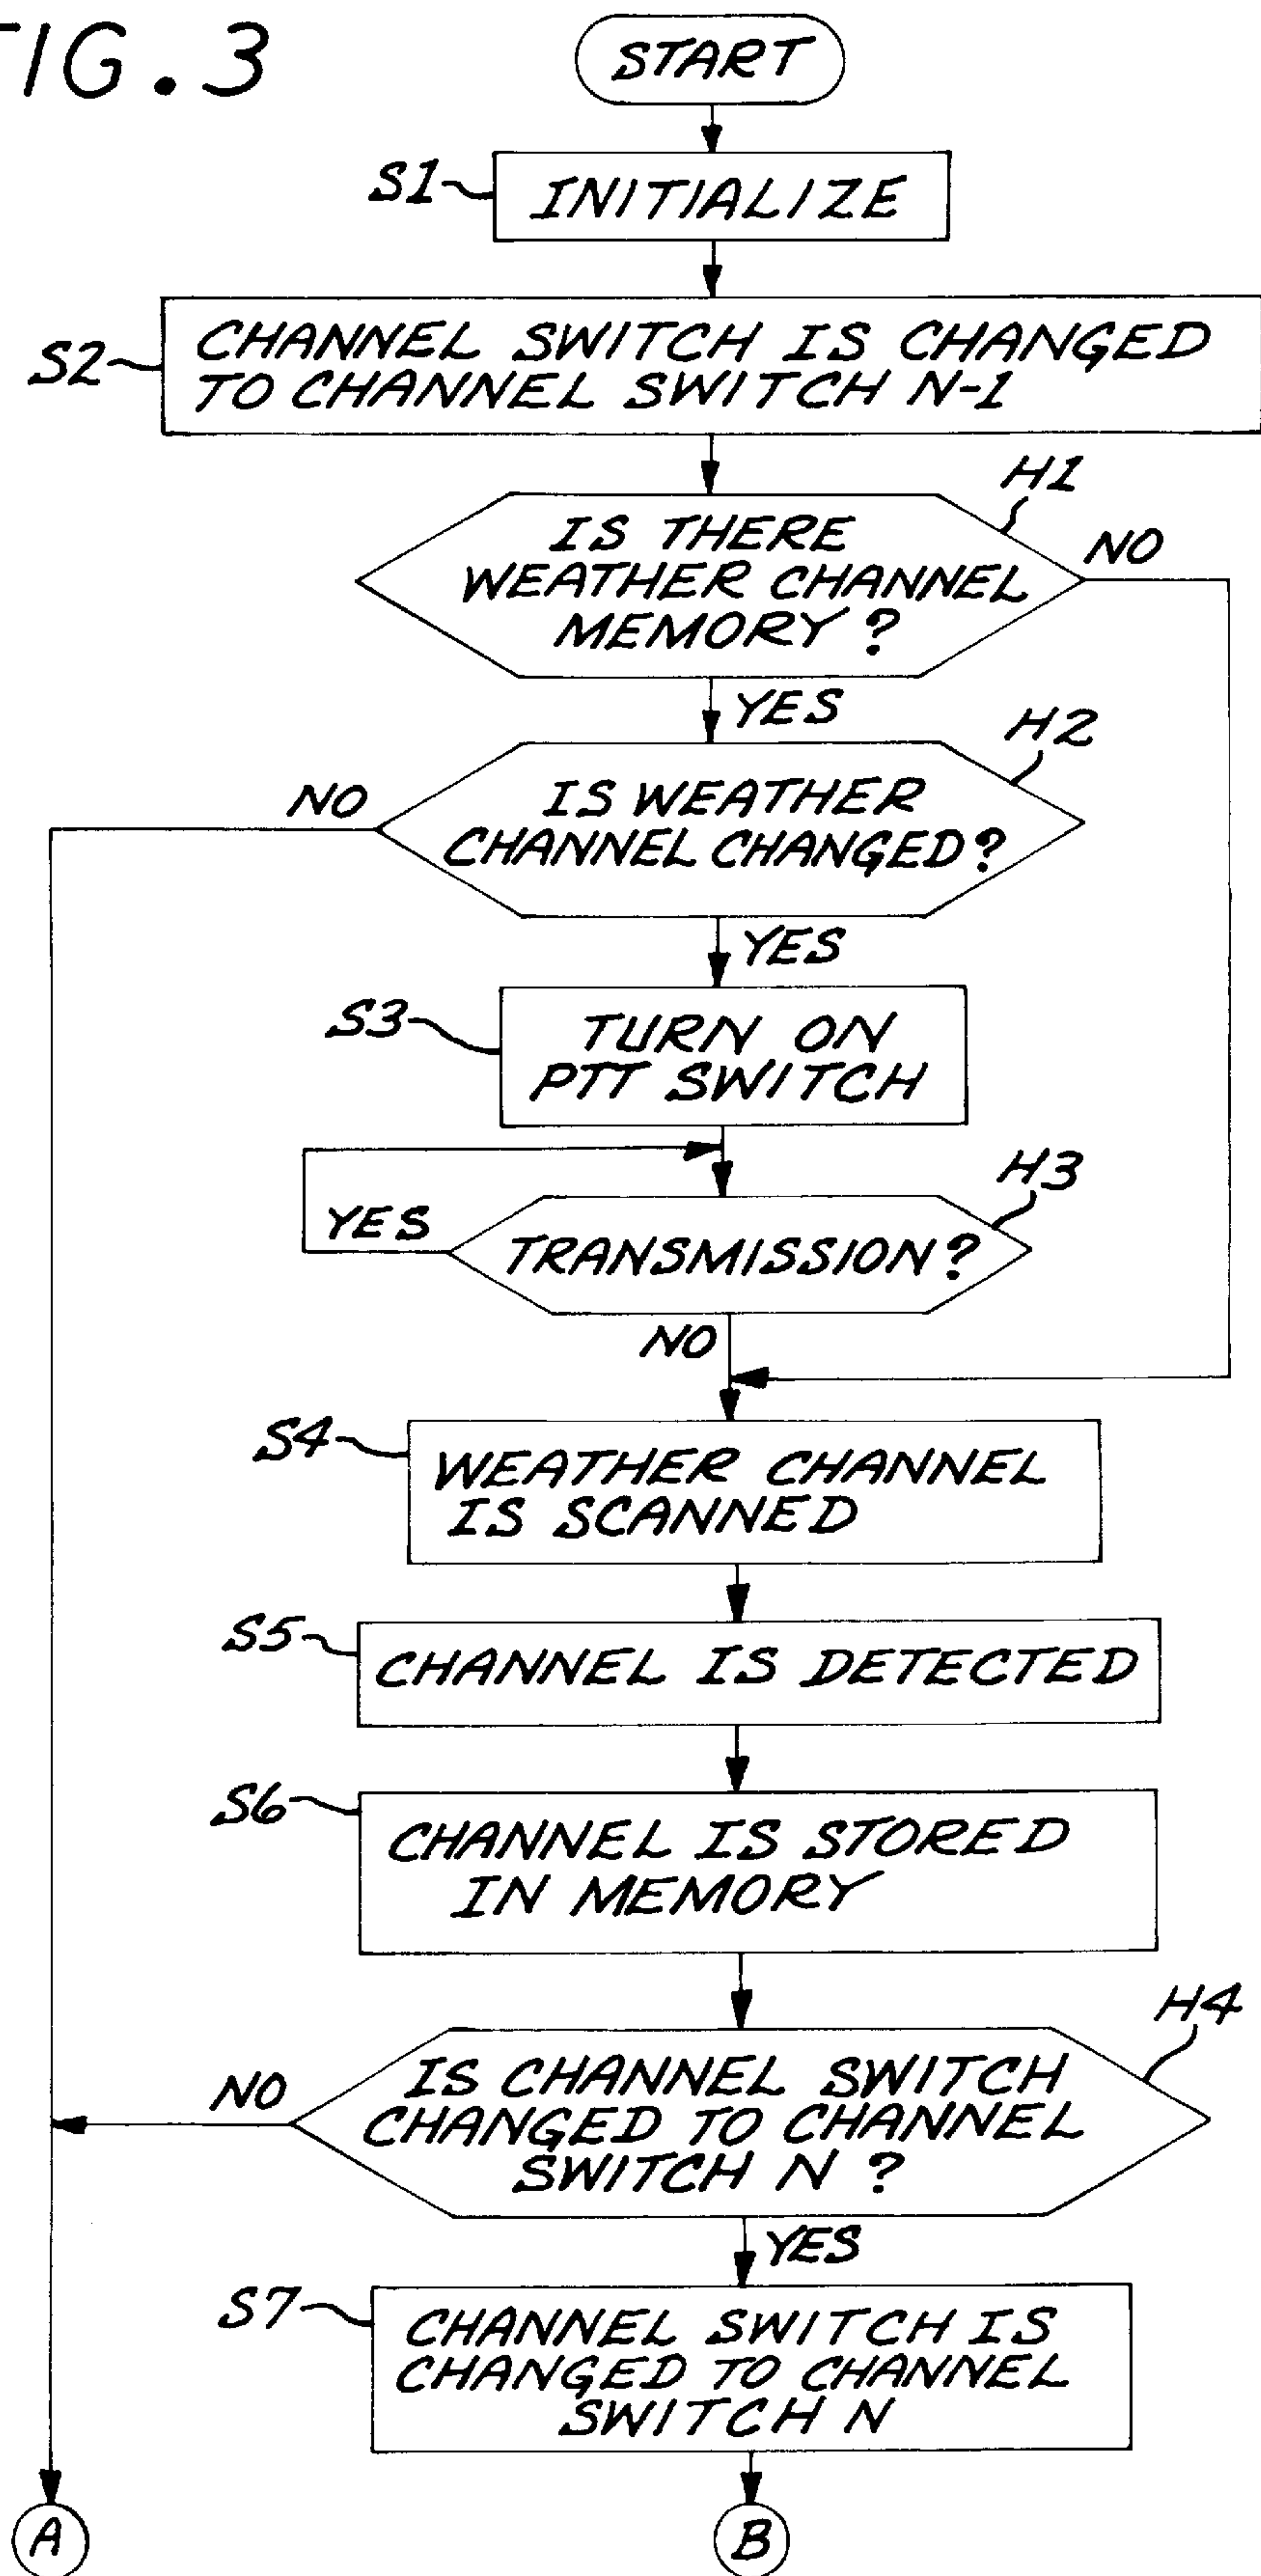 FIG. 3
START
S1
INITIALIZE
S2
CHANNEL SWITCH IS CHANGED
TO CHANNEL SWITCH N-1
H1
IS THERE
WEATHER CHANNEL
MEMORY?
NO
YES
H2
NO
IS WEATHER
CHANNEL CHANGED?
YES
S3
TURN ON
PTT SWITCH
H3
YES
TRANSMISSION?
NO
S4
WEATHER CHANNEL
IS SCANNED
S5
CHANNEL IS DETECTED
S6
CHANNEL IS STORED
IN MEMORY
H4
NO
IS CHANNEL SWITCH
CHANGED TO CHANNEL
SWITCH N ?
YES
S7
CHANNEL SWITCH IS
CHANGED TO CHANNEL
SWITCH N
A
B